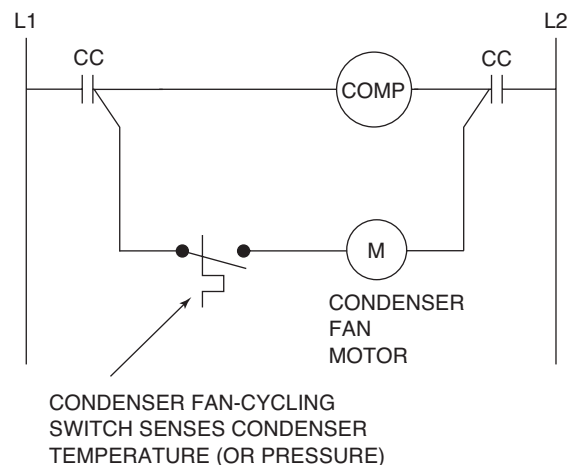 L1
L2
CC
CC
COMP
M
CONDENSER
FAN
MOTOR
CONDENSER FAN-CYCLING
SWITCH SENSES CONDENSER
TEMPERATURE (OR PRESSURE)